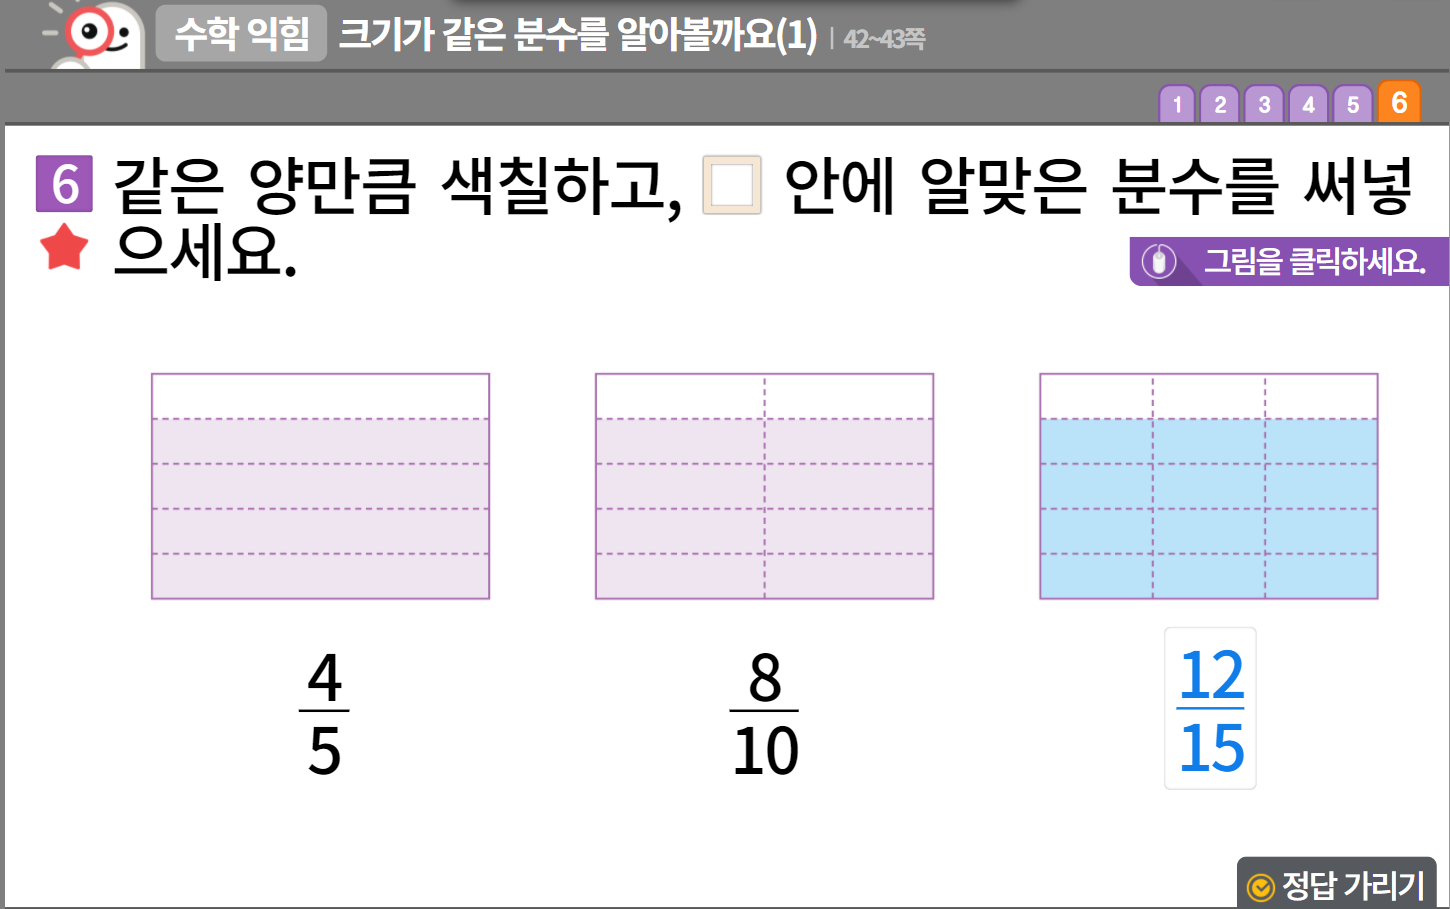 수학 익힘 크기가 같은 분수를 알아볼까요(1) | 42~43쪽
1 2 3 4 5 6
6 같은 양만큼 색칠하고, □ 안에 알맞은 분수를 써넣
으세요.
그림을 클릭하세요.
4 8 12
5 10 15
정답 가리기